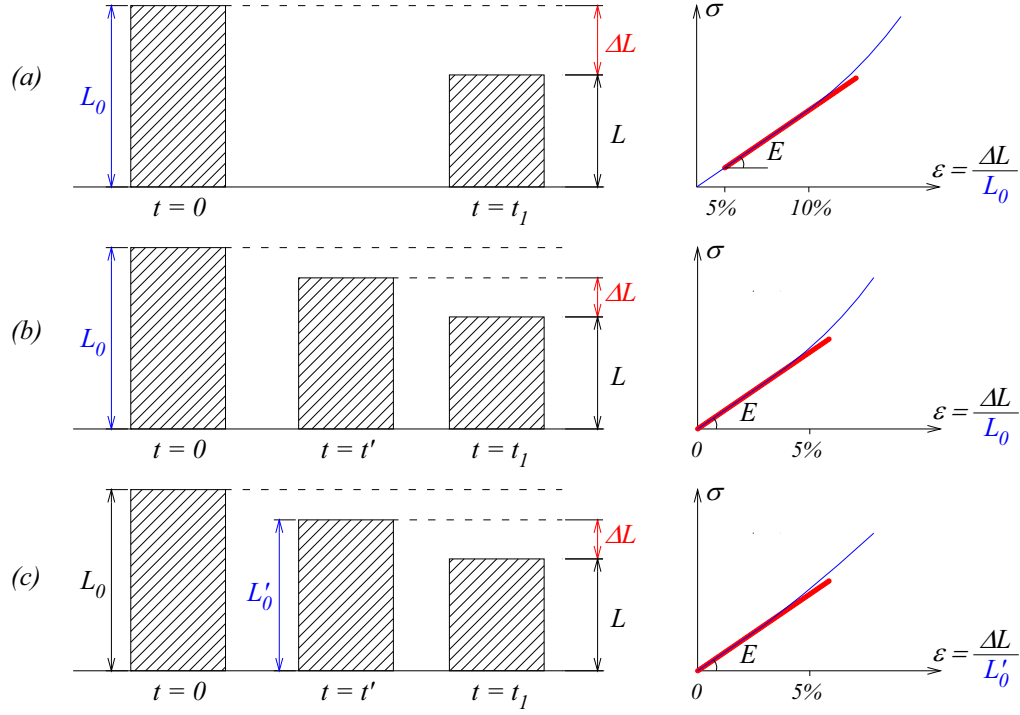 (a)
L₀
ΔL
L
t = 0
t = t₁
σ
E
5%
10%
ε = ΔL/L₀
(b)
L₀
ΔL
L
t = 0
t = t'
t = t₁
σ
E
0
5%
ε = ΔL/L₀
(c)
L₀
L'₀
ΔL
L
t = 0
t = t'
t = t₁
σ
E
0
5%
ε = ΔL/L'₀